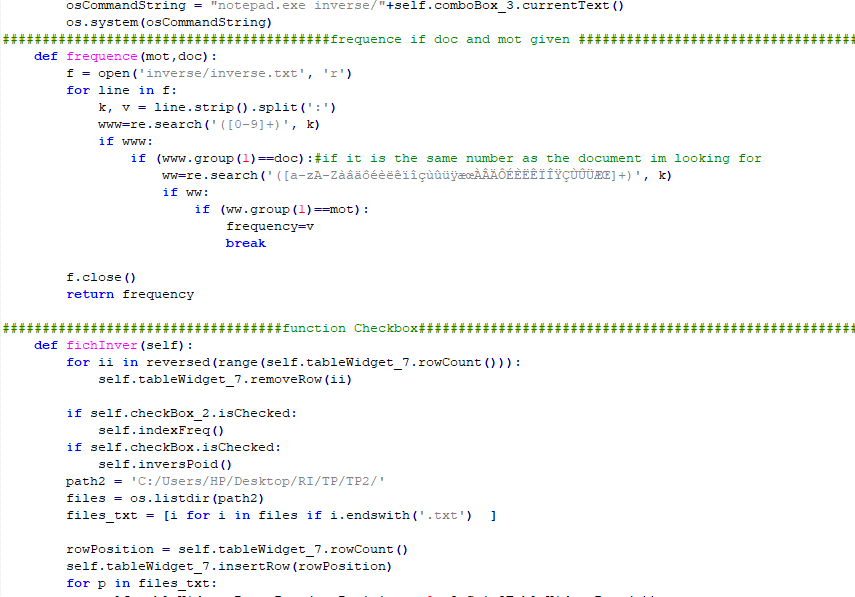 osCommandString = "notepad.exe inverse/"+self.comboBox_3.currentText()
os.system(osCommandString)
#########################################frequence if doc and mot given ###################################
def frequence(mot,doc):
f = open('inverse/inverse.txt', 'r')
for line in f:
k, v = line.strip().split(':')
www=re.search('([0-9]+)', k)
if www:
if (www.group(1)==doc):#if it is the same number as the document im looking for
ww=re.search('([a-zA-ZàâäôéèëêïîçùûüÿæœÀÂÄÔÉÈËÊÏÎŸÇÙÛÜÆŒ]+)', k)
if ww:
if (ww.group(1)==mot):
frequency=v
break
f.close()
return frequency
###################################function Checkbox#######################################################
def fichInver(self):
for ii in reversed(range(self.tableWidget_7.rowCount())):
self.tableWidget_7.removeRow(ii)
if self.checkBox_2.isChecked:
self.indexFreq()
if self.checkBox.isChecked:
self.inversPoid()
path2 = 'C:/Users/HP/Desktop/RI/TP/TP2/'
files = os.listdir(path2)
files_txt = [i for i in files if i.endswith('.txt')  ]
rowPosition = self.tableWidget_7.rowCount()
self.tableWidget_7.insertRow(rowPosition)
for p in files_txt: